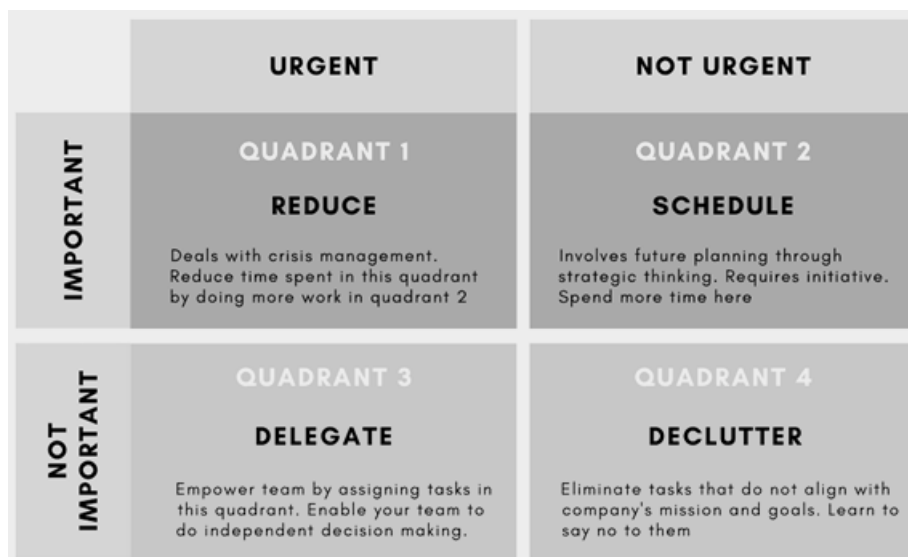 URGENT
NOT URGENT
IMPORTANT
QUADRANT 1
REDUCE
Deals with crisis management.
Reduce time spent in this quadrant
by doing more work in quadrant 2
QUADRANT 2
SCHEDULE
Involves future planning through
strategic thinking. Requires initiative.
Spend more time here
NOT
IMPORTANT
QUADRANT 3
DELEGATE
Empower team by assigning tasks in
this quadrant. Enable your team to
do independent decision making.
QUADRANT 4
DECLUTTER
Eliminate tasks that do not align with
company's mission and goals. Learn to
say no to them